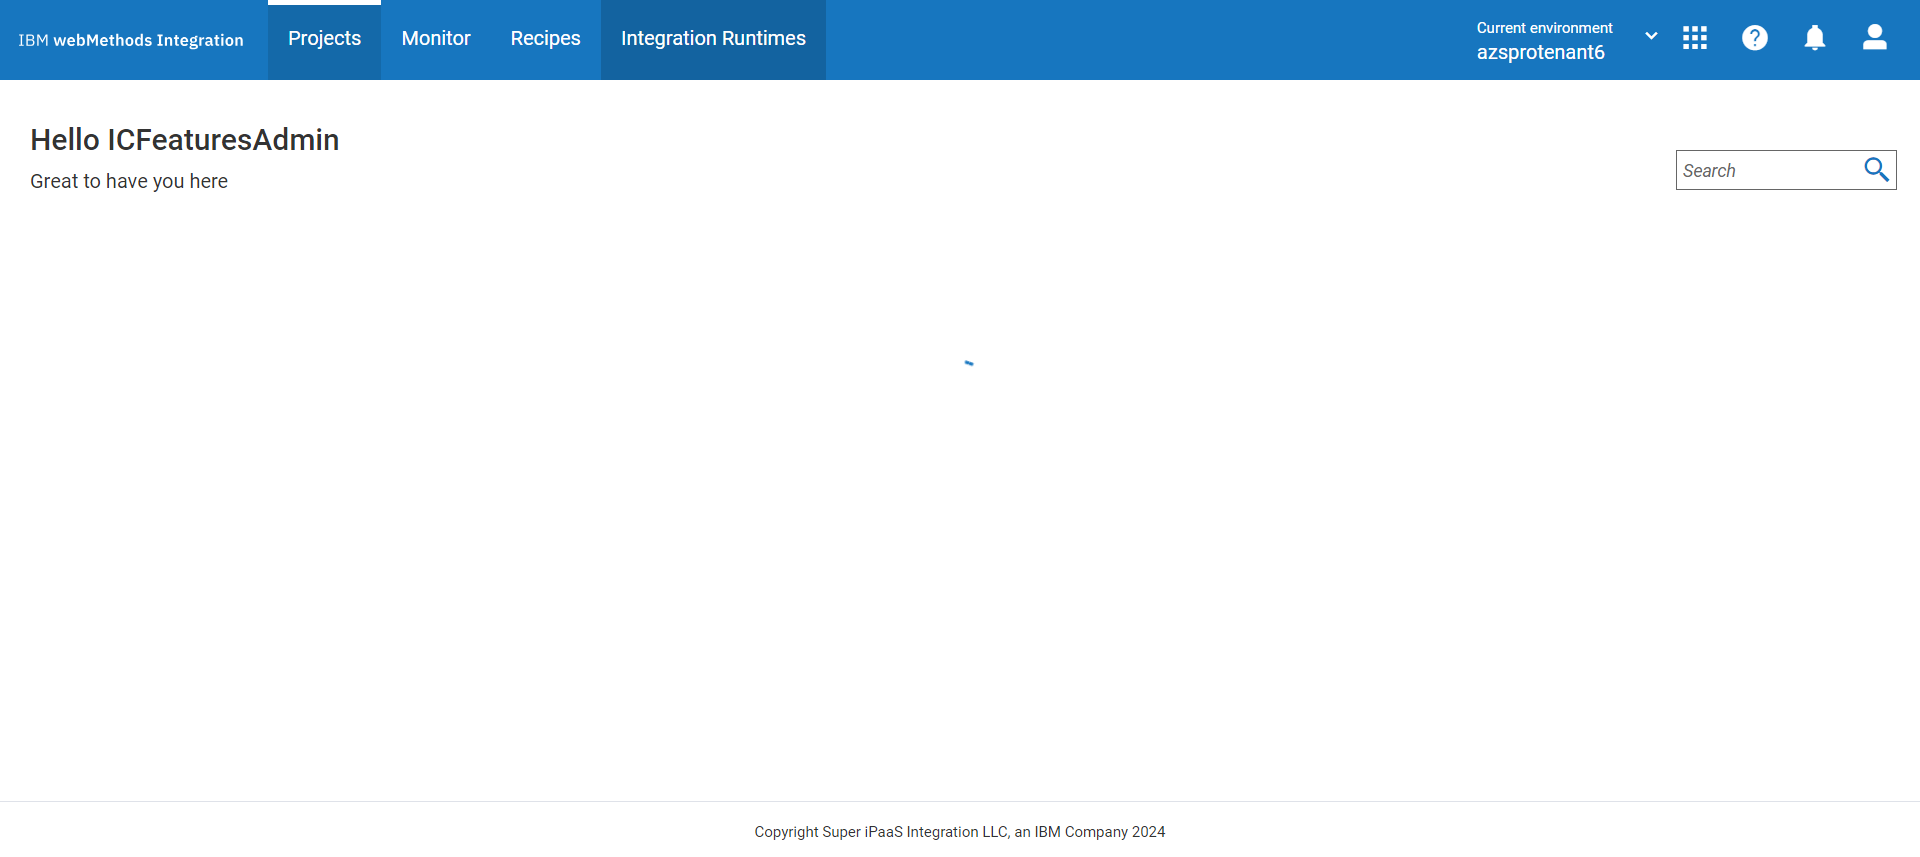 IBM webMethods Integration
Projects
Monitor
Recipes
Integration Runtimes
Current environment
azsprotenant6
Hello ICFeaturesAdmin
Great to have you here
Search
Copyright Super iPaaS Integration LLC, an IBM Company 2024